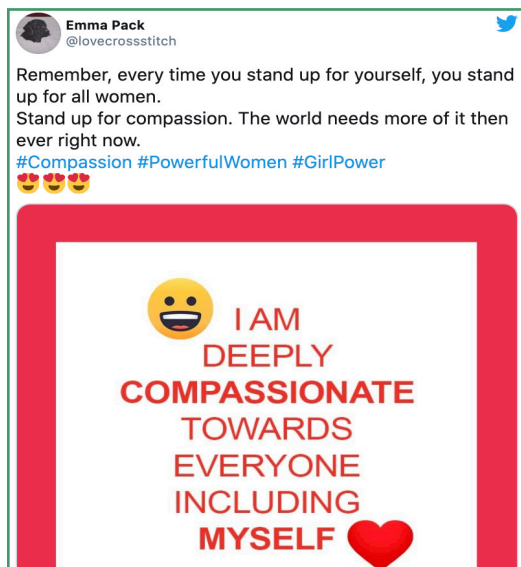 Emma Pack
@lovecrossstitch
Remember, every time you stand up for yourself, you stand
up for all women.
Stand up for compassion. The world needs more of it then
ever right now.
#Compassion #PowerfulWomen #GirlPower
😍😍😍
I AM
DEEPLY
COMPASSIONATE
TOWARDS
EVERYONE
INCLUDING
MYSELF